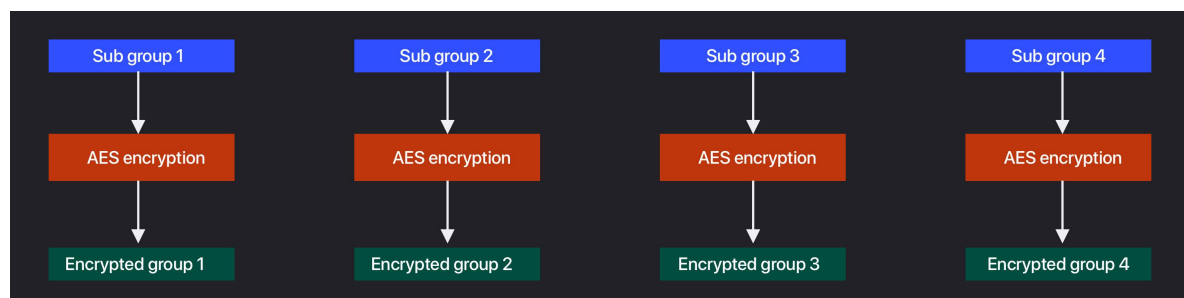 Sub group 1
Sub group 2
Sub group 3
Sub group 4
AES encryption
AES encryption
AES encryption
AES encryption
Encrypted group 1
Encrypted group 2
Encrypted group 3
Encrypted group 4